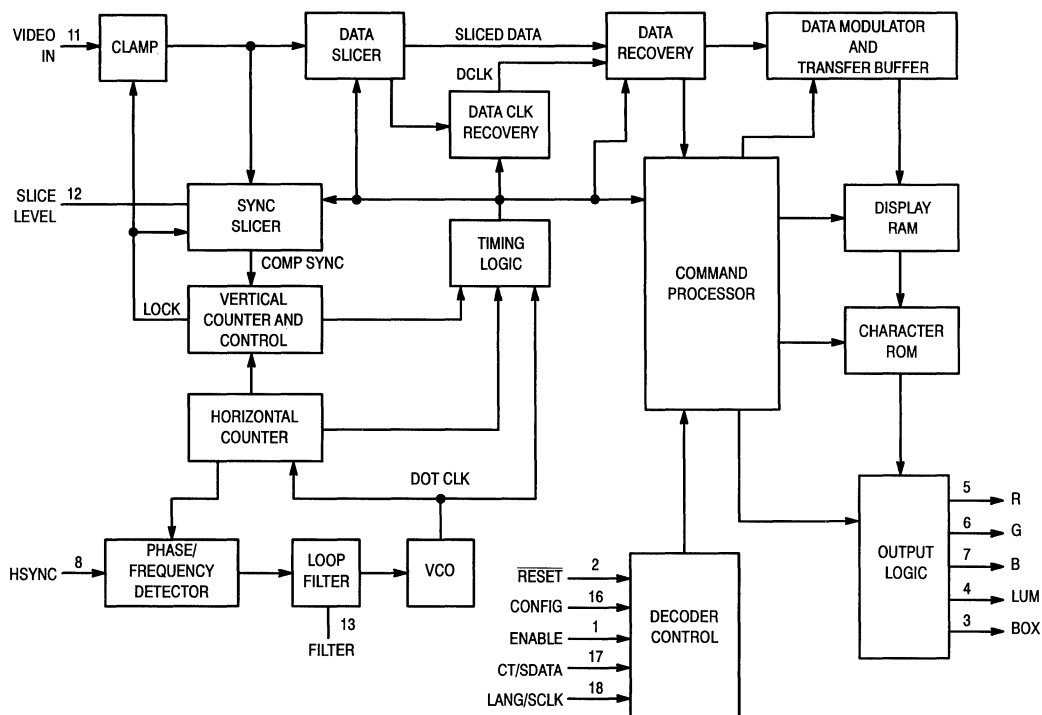 VIDEO
IN
11
CLAMP
DATA
SLICER
SLICED DATA
DCLK
DATA
RECOVERY
DATA MODULATOR
AND
TRANSFER BUFFER
DATA CLK
RECOVERY
SLICE
LEVEL
12
SYNC
SLICER
COMP SYNC
TIMING
LOGIC
COMMAND
PROCESSOR
DISPLAY
RAM
LOCK
VERTICAL
COUNTER AND
CONTROL
CHARACTER
ROM
HORIZONTAL
COUNTER
DOT CLK
HSYNC
8
PHASE/
FREQUENCY
DETECTOR
LOOP
FILTER
VCO
13
FILTER
RESET
2
CONFIG
16
ENABLE
1
CT/SDATA
17
LANG/SCLK
18
DECODER
CONTROL
OUTPUT
LOGIC
5
R
6
G
7
B
4
LUM
3
BOX